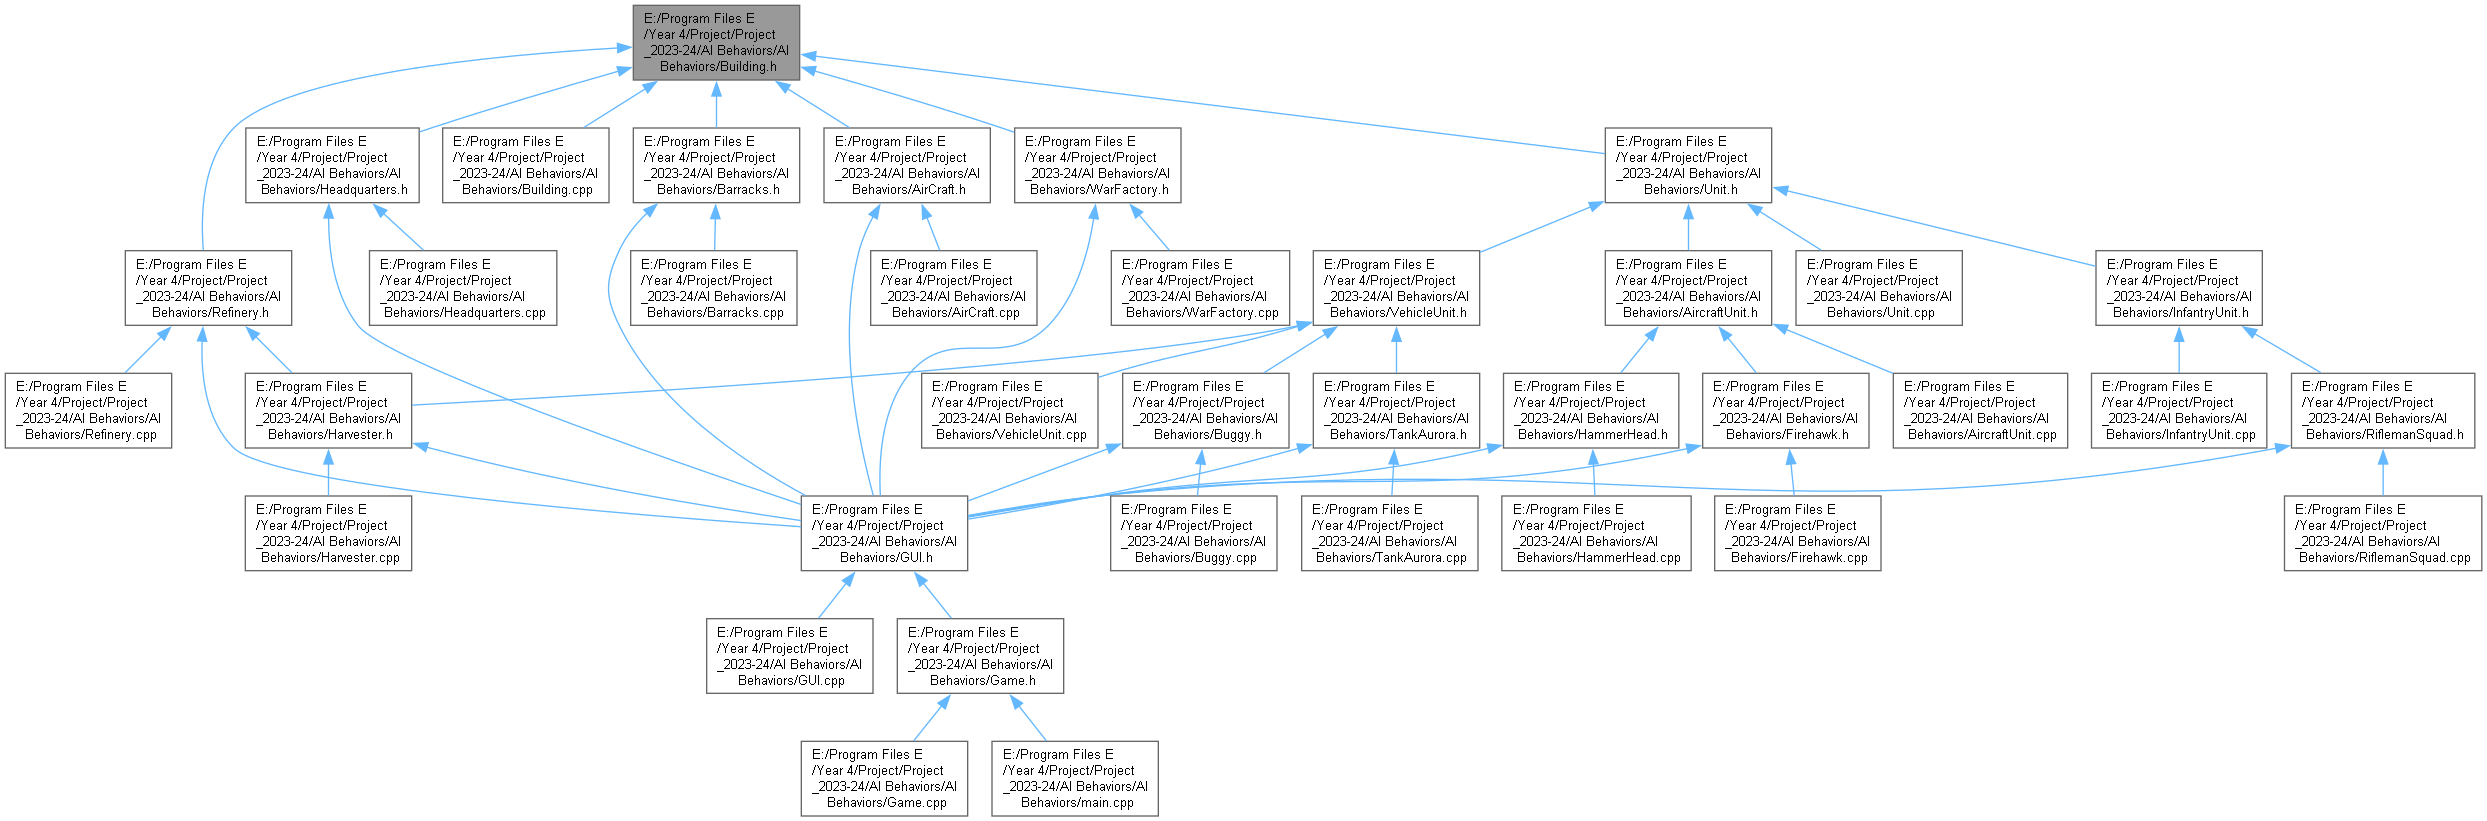 E:/Program Files E
/Year 4/Project/Project
_2023-24/AI Behaviors/AI
Behaviors/Building.h
E:/Program Files E
/Year 4/Project/Project
_2023-24/AI Behaviors/AI
Behaviors/Headquarters.h
E:/Program Files E
/Year 4/Project/Project
_2023-24/AI Behaviors/AI
Behaviors/Building.cpp
E:/Program Files E
/Year 4/Project/Project
_2023-24/AI Behaviors/AI
Behaviors/Barracks.h
E:/Program Files E
/Year 4/Project/Project
_2023-24/AI Behaviors/AI
Behaviors/AirCraft.h
E:/Program Files E
/Year 4/Project/Project
_2023-24/AI Behaviors/AI
Behaviors/WarFactory.h
E:/Program Files E
/Year 4/Project/Project
_2023-24/AI Behaviors/AI
Behaviors/Unit.h
E:/Program Files E
/Year 4/Project/Project
_2023-24/AI Behaviors/AI
Behaviors/Refinery.h
E:/Program Files E
/Year 4/Project/Project
_2023-24/AI Behaviors/AI
Behaviors/Headquarters.cpp
E:/Program Files E
/Year 4/Project/Project
_2023-24/AI Behaviors/AI
Behaviors/Barracks.cpp
E:/Program Files E
/Year 4/Project/Project
_2023-24/AI Behaviors/AI
Behaviors/AirCraft.cpp
E:/Program Files E
/Year 4/Project/Project
_2023-24/AI Behaviors/AI
Behaviors/WarFactory.cpp
E:/Program Files E
/Year 4/Project/Project
_2023-24/AI Behaviors/AI
Behaviors/VehicleUnit.h
E:/Program Files E
/Year 4/Project/Project
_2023-24/AI Behaviors/AI
Behaviors/AircraftUnit.h
E:/Program Files E
/Year 4/Project/Project
_2023-24/AI Behaviors/AI
Behaviors/Unit.cpp
E:/Program Files E
/Year 4/Project/Project
_2023-24/AI Behaviors/AI
Behaviors/InfantryUnit.h
E:/Program Files E
/Year 4/Project/Project
_2023-24/AI Behaviors/AI
Behaviors/Refinery.cpp
E:/Program Files E
/Year 4/Project/Project
_2023-24/AI Behaviors/AI
Behaviors/Harvester.h
E:/Program Files E
/Year 4/Project/Project
_2023-24/AI Behaviors/AI
Behaviors/VehicleUnit.cpp
E:/Program Files E
/Year 4/Project/Project
_2023-24/AI Behaviors/AI
Behaviors/Buggy.h
E:/Program Files E
/Year 4/Project/Project
_2023-24/AI Behaviors/AI
Behaviors/TankAurora.h
E:/Program Files E
/Year 4/Project/Project
_2023-24/AI Behaviors/AI
Behaviors/HammerHead.h
E:/Program Files E
/Year 4/Project/Project
_2023-24/AI Behaviors/AI
Behaviors/Firehawk.h
E:/Program Files E
/Year 4/Project/Project
_2023-24/AI Behaviors/AI
Behaviors/AircraftUnit.cpp
E:/Program Files E
/Year 4/Project/Project
_2023-24/AI Behaviors/AI
Behaviors/InfantryUnit.cpp
E:/Program Files E
/Year 4/Project/Project
_2023-24/AI Behaviors/AI
Behaviors/RiflemanSquad.h
E:/Program Files E
/Year 4/Project/Project
_2023-24/AI Behaviors/AI
Behaviors/Harvester.cpp
E:/Program Files E
/Year 4/Project/Project
_2023-24/AI Behaviors/AI
Behaviors/GUI.h
E:/Program Files E
/Year 4/Project/Project
_2023-24/AI Behaviors/AI
Behaviors/Buggy.cpp
E:/Program Files E
/Year 4/Project/Project
_2023-24/AI Behaviors/AI
Behaviors/TankAurora.cpp
E:/Program Files E
/Year 4/Project/Project
_2023-24/AI Behaviors/AI
Behaviors/HammerHead.cpp
E:/Program Files E
/Year 4/Project/Project
_2023-24/AI Behaviors/AI
Behaviors/Firehawk.cpp
E:/Program Files E
/Year 4/Project/Project
_2023-24/AI Behaviors/AI
Behaviors/RiflemanSquad.cpp
E:/Program Files E
/Year 4/Project/Project
_2023-24/AI Behaviors/AI
Behaviors/GUI.cpp
E:/Program Files E
/Year 4/Project/Project
_2023-24/AI Behaviors/AI
Behaviors/Game.h
E:/Program Files E
/Year 4/Project/Project
_2023-24/AI Behaviors/AI
Behaviors/Game.cpp
E:/Program Files E
/Year 4/Project/Project
_2023-24/AI Behaviors/AI
Behaviors/main.cpp